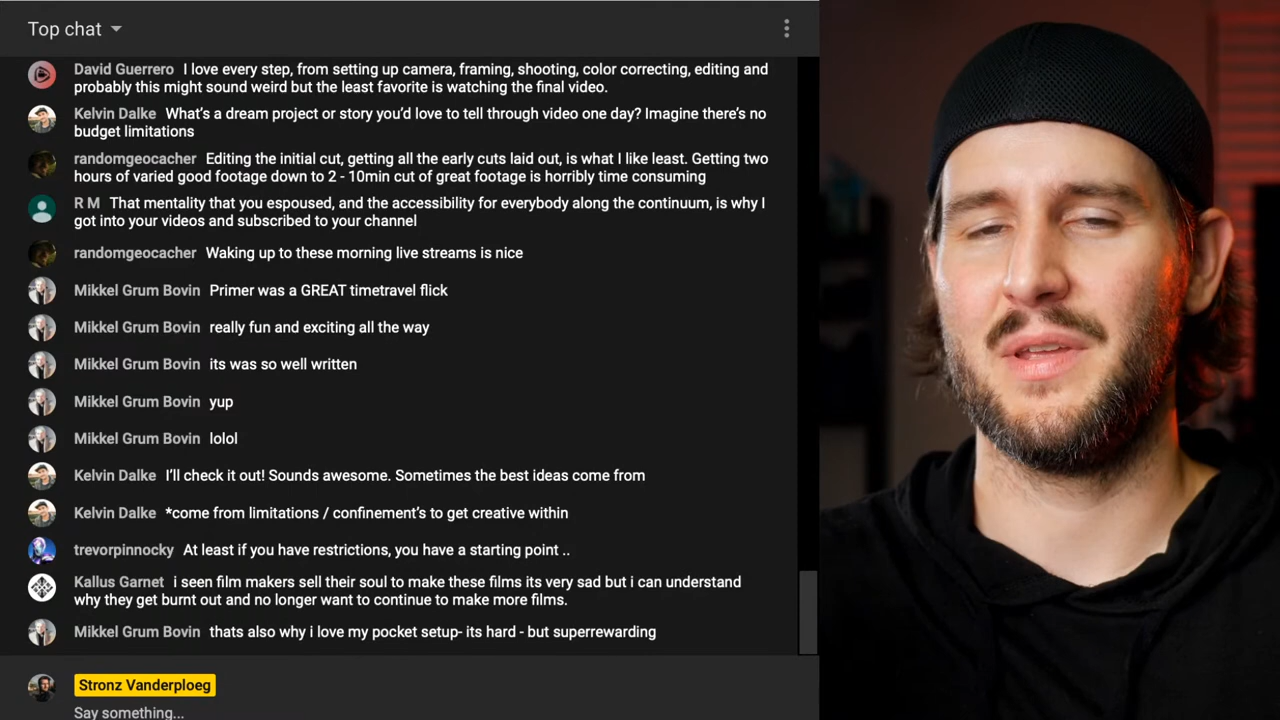 Top chat
David Guerrero I love every step, from setting up camera, framing, shooting, color correcting, editing and
probably this might sound weird but the least favorite is watching the final video.
Kelvin Dalke What's a dream project or story you'd love to tell through video one day? Imagine there's no
budget limitations
randomgeocacher Editing the initial cut, getting all the early cuts laid out, is what I like least. Getting two
hours of varied good footage down to 2 - 10min cut of great footage is horribly time consuming
R M That mentality that you espoused, and the accessibility for everybody along the continuum, is why I
got into your videos and subscribed to your channel
randomgeocacher Waking up to these morning live streams is nice
Mikkel Grum Bovin Primer was a GREAT timetravel flick
Mikkel Grum Bovin really fun and exciting all the way
Mikkel Grum Bovin its was so well written
Mikkel Grum Bovin yup
Mikkel Grum Bovin lolol
Kelvin Dalke I'll check it out! Sounds awesome. Sometimes the best ideas come from
Kelvin Dalke *come from limitations / confinement's to get creative within
trevorpinnocky At least if you have restrictions, you have a starting point ..
Kallus Garnet i seen film makers sell their soul to make these films its very sad but i can understand
why they get burnt out and no longer want to continue to make more films.
Mikkel Grum Bovin thats also why i love my pocket setup- its hard - but superrewarding
Stronz Vanderploeg
Say something...